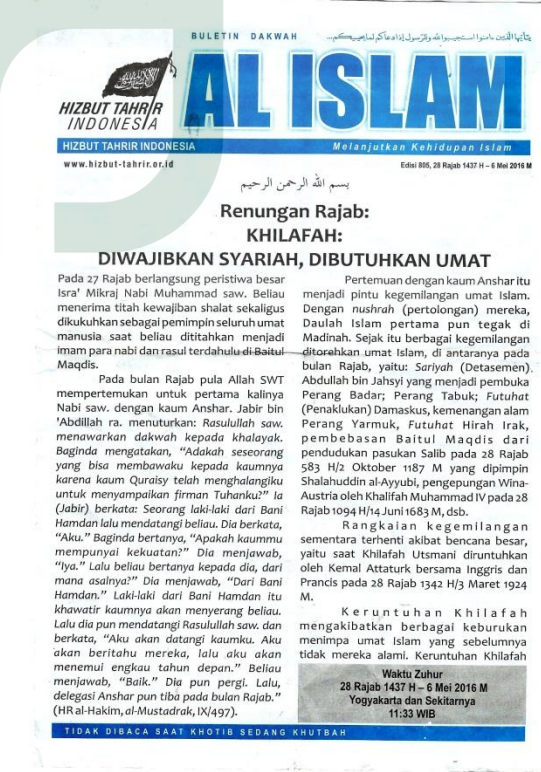 BULETIN DAKWAH
يتأيها الذين ءامنوا استجيبوا لله وللرسول إذا دعاكم لما يحييكم...
AL ISLAM
HIZBUT TAHRIR
INDONESIA
HIZBUT TAHRIR INDONESIA
Melanjutkan Kehidupan Islam
www.hizbut-tahrir.or.id
Edisi 805, 28 Rajab 1437 H – 6 Mei 2016 M
بسم الله الرحمن الرحيم
Renungan Rajab:
KHILAFAH:
DIWAJIBKAN SYARIAH, DIBUTUHKAN UMAT
Pada 27 Rajab berlangsung peristiwa besar
Isra' Mikraj Nabi Muhammad saw. Beliau
menerima titah kewajiban shalat sekaligus
dikukuhkan sebagai pemimpin seluruh umat
manusia saat beliau dititahkan menjadi
imam para nabi dan rasul terdahulu di Baitul
Maqdis.
Pada bulan Rajab pula Allah SWT
mempertemukan untuk pertama kalinya
Nabi saw. dengan kaum Anshar. Jabir bin
'Abdillah ra. menuturkan: Rasulullah saw.
menawarkan dakwah kepada khalayak.
Baginda mengatakan, “Adakah seseorang
yang bisa membawaku kepada kaumnya
karena kaum Quraisy telah menghalangiku
untuk menyampaikan firman Tuhanku?” Ia
(Jabir) berkata: Seorang laki-laki dari Bani
Hamdan lalu mendatangi beliau. Dia berkata,
“Aku.” Baginda bertanya, “Apakah kaummu
mempunyai kekuatan?” Dia menjawab,
“Iya.” Lalu beliau bertanya kepada dia, dari
mana asalnya?” Dia menjawab, “Dari Bani
Hamdan.” Laki-laki dari Bani Hamdan itu
khawatir kaumnya akan menyerang beliau.
Lalu dia pun mendatangi Rasulullah saw. dan
berkata, “Aku akan datangi kaumku. Aku
akan beritahu mereka, lalu aku akan
menemui engkau tahun depan.” Beliau
menjawab, “Baik.” Dia pun pergi. Lalu,
delegasi Anshar pun tiba pada bulan Rajab.”
(HR al-Hakim, al-Mustadrak, IX/497).
Pertemuan dengan kaum Anshar itu
menjadi pintu kegemilangan umat Islam.
Dengan nushrah (pertolongan) mereka,
Daulah Islam pertama pun tegak di
Madinah. Sejak itu berbagai kegemilangan
ditorehkan umat Islam, di antaranya pada
bulan Rajab, yaitu: Sariyah (Detasemen).
Abdullah bin Jahsyi yang menjadi pembuka
Perang Badar; Perang Tabuk; Futuhat
(Penaklukan) Damaskus, kemenangan alam
Perang Yarmuk, Futuhat Hirah Irak,
pembebasan Baitul Maqdis dari
pendudukan pasukan Salib pada 28 Rajab
583 H/2 Oktober 1187 M yang dipimpin
Shalahuddin al-Ayyubi, pengepungan Wina-
Austria oleh Khalifah Muhammad IV pada 28
Rajab 1094 H/14 Juni 1683 M, dsb.
Rangkaian kegemilangan
sementara terhenti akibat bencana besar,
yaitu saat Khilafah Utsmani diruntuhkan
oleh Kemal Attaturk bersama Inggris dan
Prancis pada 28 Rajab 1342 H/3 Maret 1924
M.
Keruntuhan Khilafah
mengakibatkan berbagai keburukan
menimpa umat Islam yang sebelumnya
tidak mereka alami. Keruntuhan Khilafah
Waktu Zuhur
28 Rajab 1437 H – 6 Mei 2016 M
Yogyakarta dan Sekitarnya
11:33 WIB
TIDAK DIBACA SAAT KHOTIB SEDANG KHUTBAH